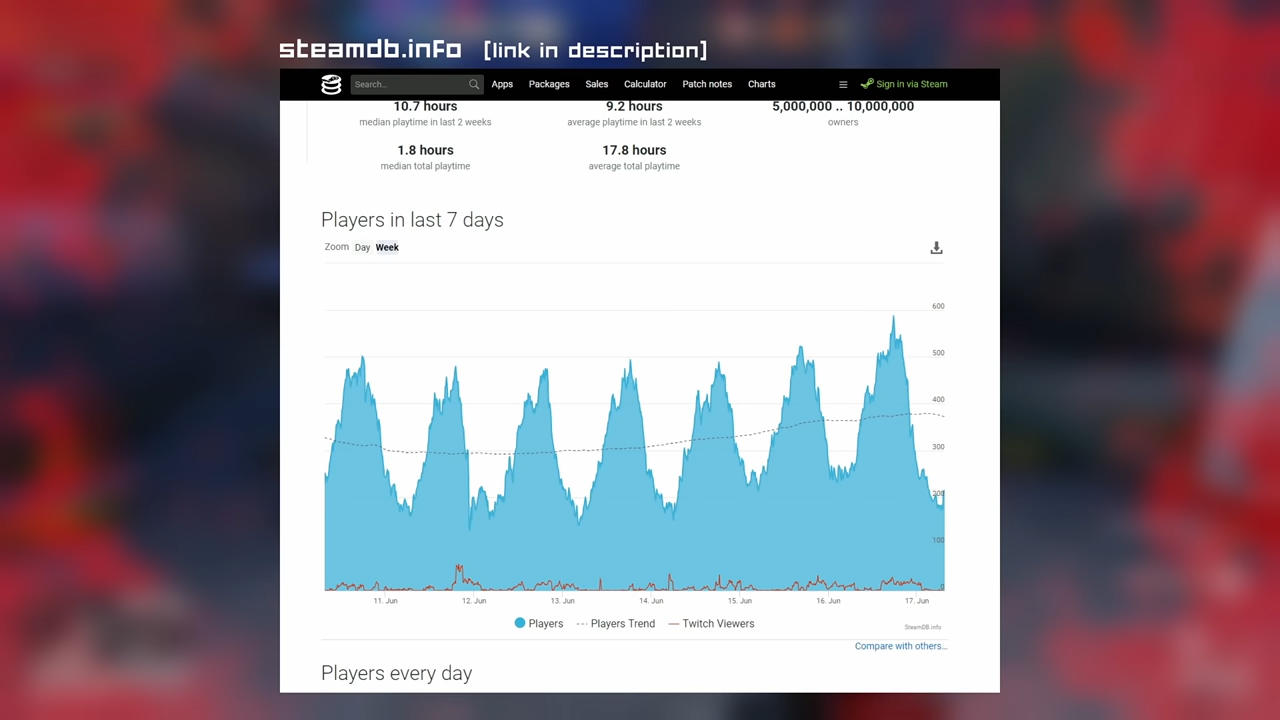 steamdb.info [link in description]
Search... Apps Packages Sales Calculator Patch notes Charts Sign in via Steam
10.7 hours 9.2 hours 5,000,000 .. 10,000,000
median playtime in last 2 weeks average playtime in last 2 weeks owners
1.8 hours 17.8 hours
median total playtime average total playtime
Players in last 7 days
Zoom Day Week
600
500
400
300
200
100
0
11. Jun 12. Jun 13. Jun 14. Jun 15. Jun 16. Jun 17. Jun
Players Players Trend Twitch Viewers
SteamDB.info
Compare with others...
Players every day